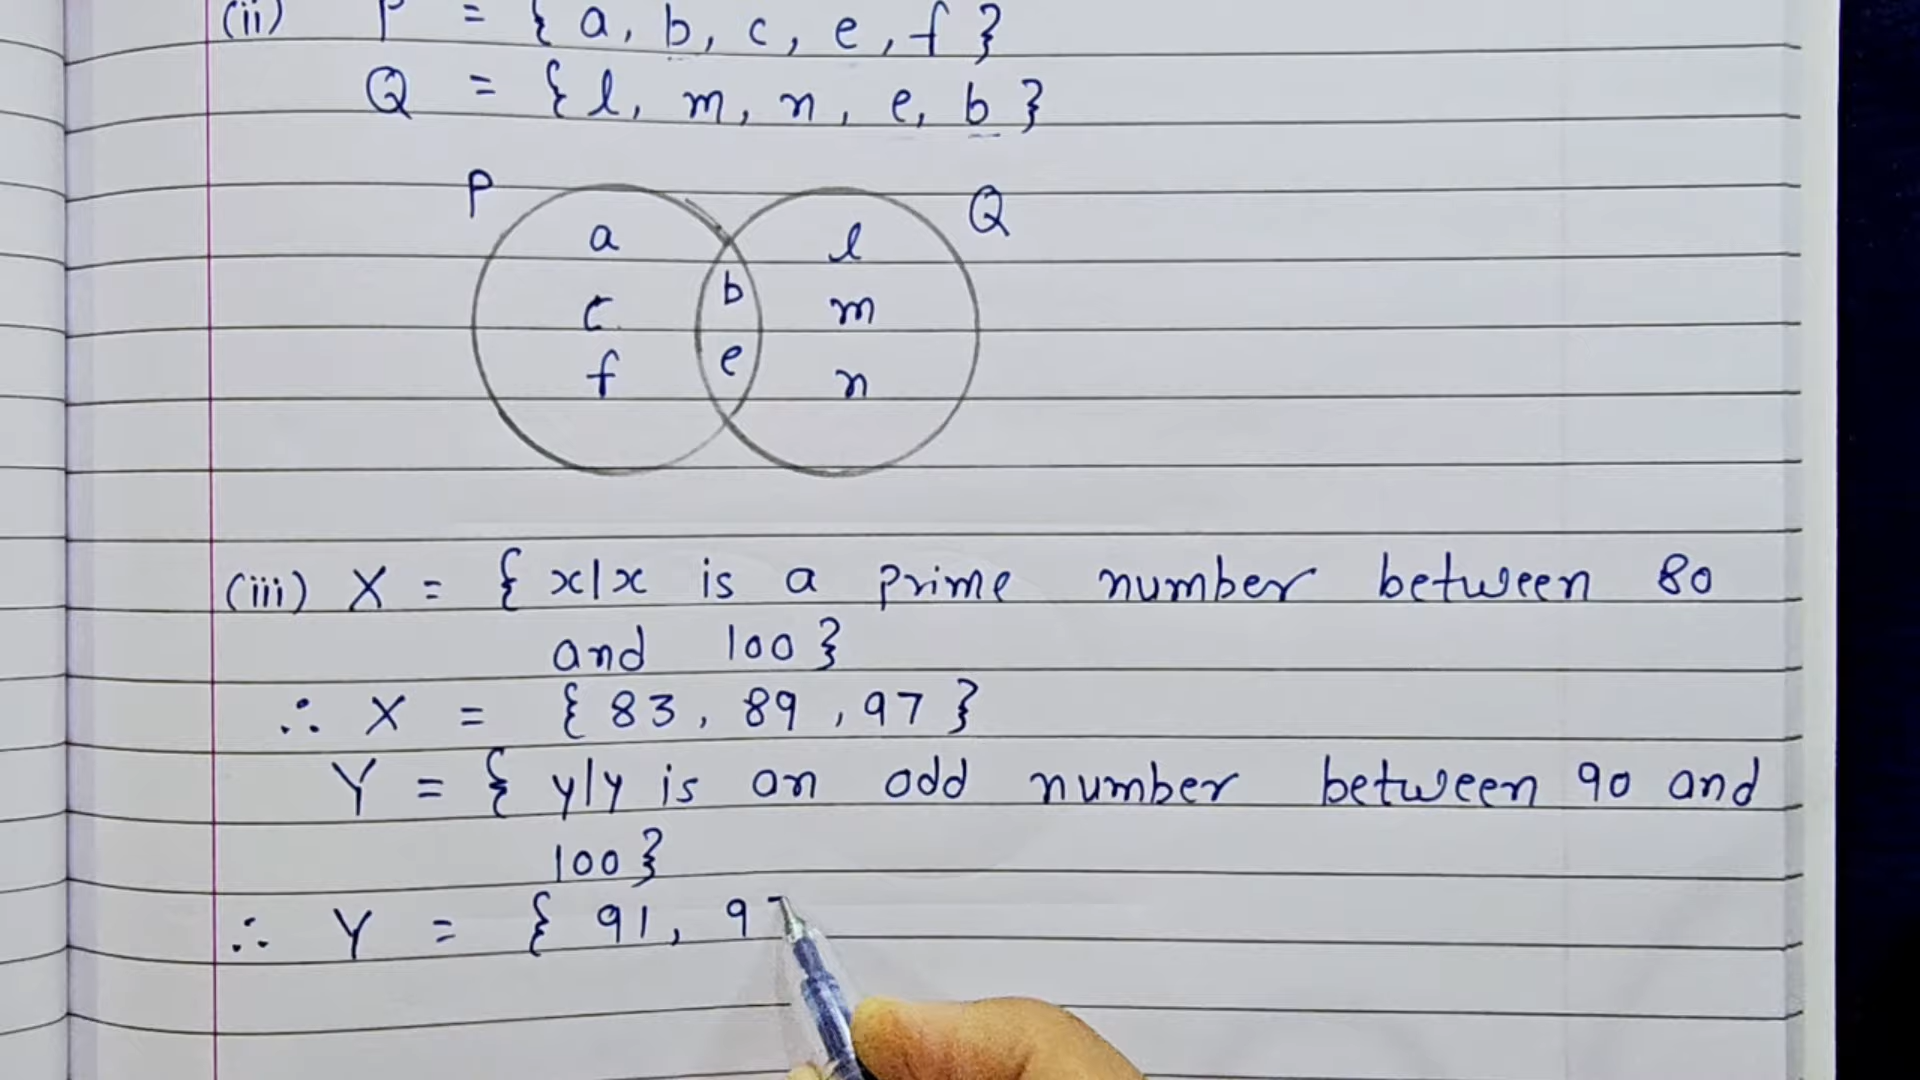 (ii) P = { a, b, c, e, f }
Q = { l, m, n, e, b }
P Q
a l
b
c m
e
f n
(iii) X = { x|x is a prime number between 80
and 100 }
∴ X = { 83, 89, 97 }
Y = { y|y is an odd number between 90 and
100 }
∴ Y = { 91, 9